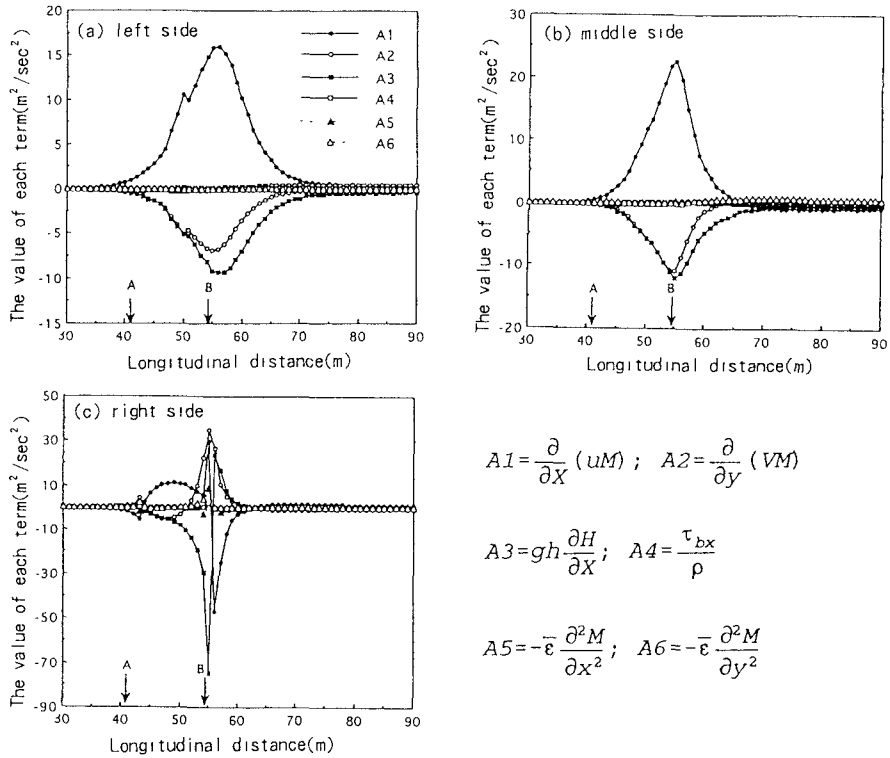 (a) left side
A1
A2
A3
A4
A5
A6
The value of each term(m²/sec²)
20
15
10
5
0
-5
-10
-15
A
B
30 40 50 60 70 80 90
Longitudinal distance(m)
(b) middle side
The value of each term(m²/sec²)
30
20
10
0
-10
-20
A
B
30 40 50 60 70 80 90
Longitudinal distance(m)
(c) right side
The value of each term(m²/sec²)
50
30
10
-10
-30
-50
-70
-90
A
B
30 40 50 60 70 80 90
Longitudinal distance(m)
A1=∂/∂X (uM); A2=∂/∂y (VM)
A3=gh ∂H/∂X; A4=τbx/ρ
A5=-ε̅ ∂²M/∂x²; A6=-ε̅ ∂²M/∂y²